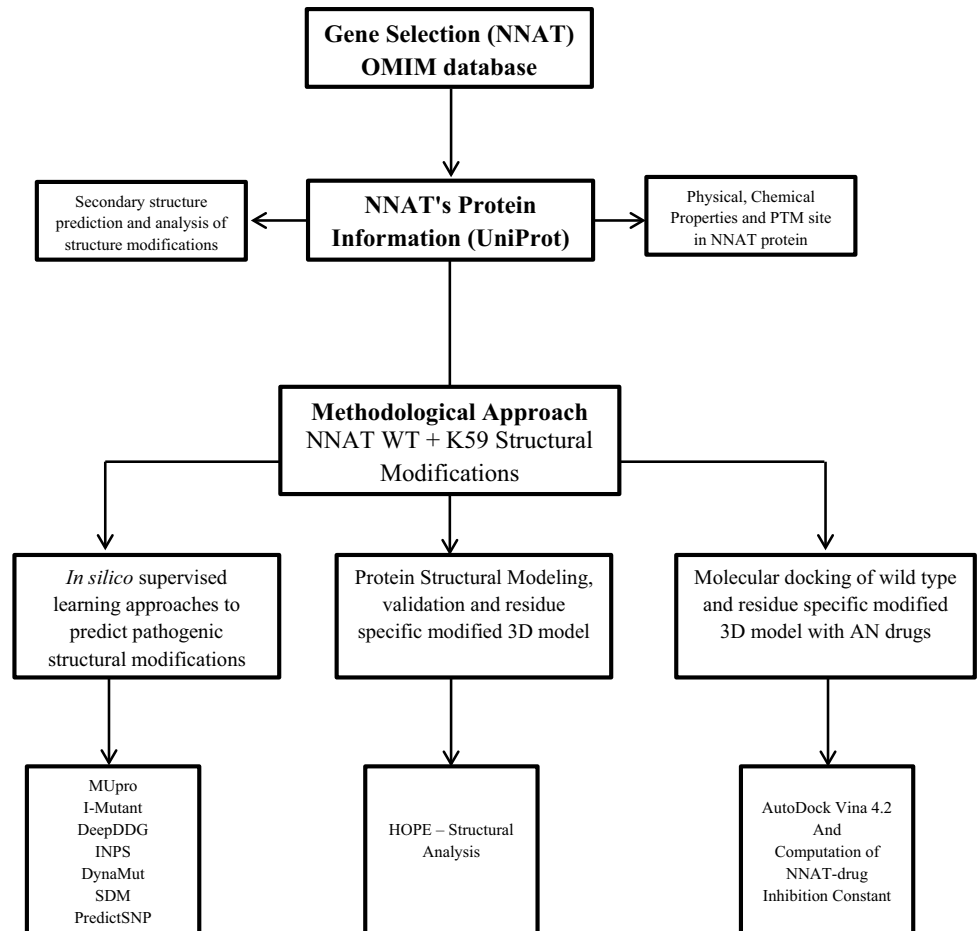 Gene Selection (NNAT)
OMIM database
Secondary structure
prediction and analysis of
structure modifications
NNAT's Protein
Information (UniProt)
Physical, Chemical
Properties and PTM site
in NNAT protein
Methodological Approach
NNAT WT + K59 Structural
Modifications
In silico supervised
learning approaches to
predict pathogenic
structural modifications
Protein Structural Modeling,
validation and residue
specific modified 3D model
Molecular docking of wild type
and residue specific modified
3D model with AN drugs
MUpro
I-Mutant
DeepDDG
INPS
DynaMut
SDM
PredictSNP
HOPE – Structural
Analysis
AutoDock Vina 4.2
And
Computation of
NNAT-drug
Inhibition Constant